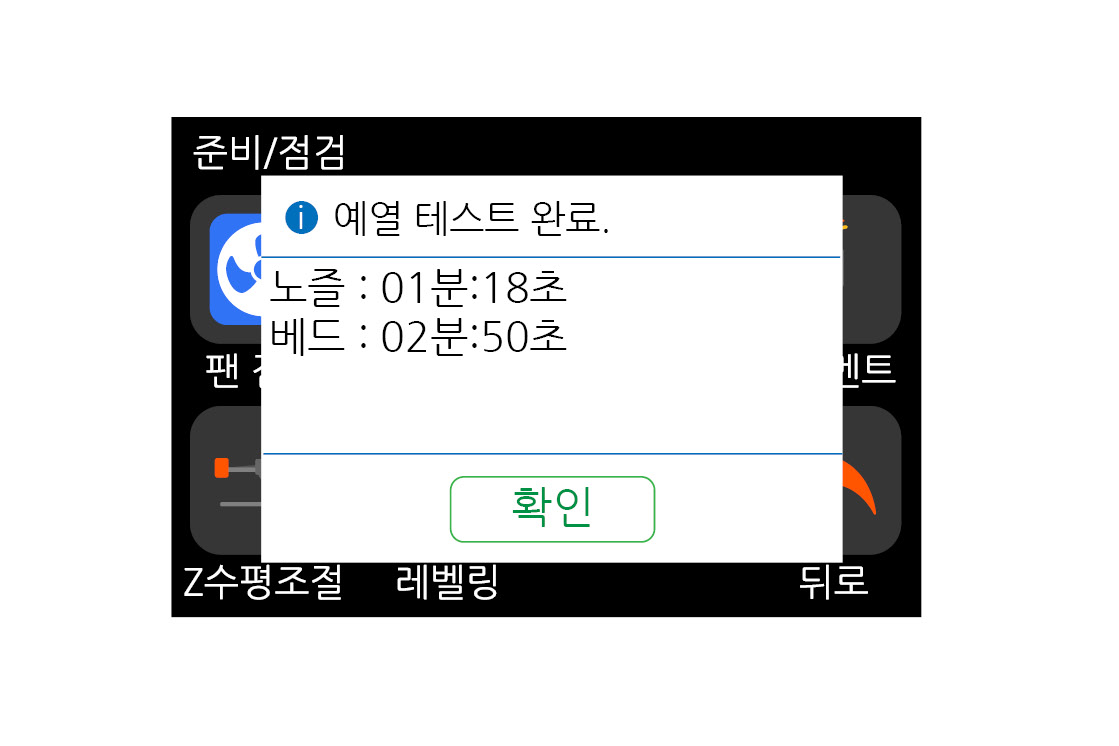 준비/점검
예열 테스트 완료.
노즐 : 01분:18초
베드 : 02분:50초
팬
벤트
확인
Z수평조절
레벨링
뒤로